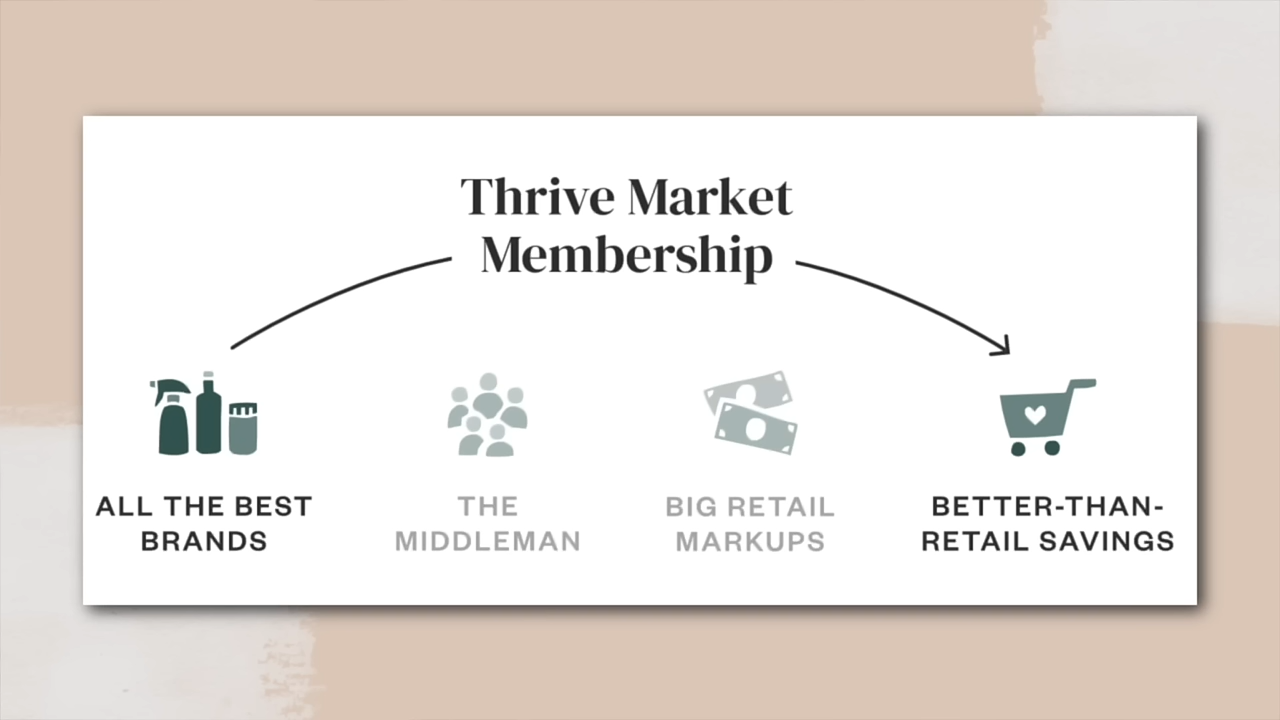 Thrive Market
Membership
ALL THE BEST
BRANDS
THE
MIDDLEMAN
BIG RETAIL
MARKUPS
BETTER-THAN-
RETAIL SAVINGS